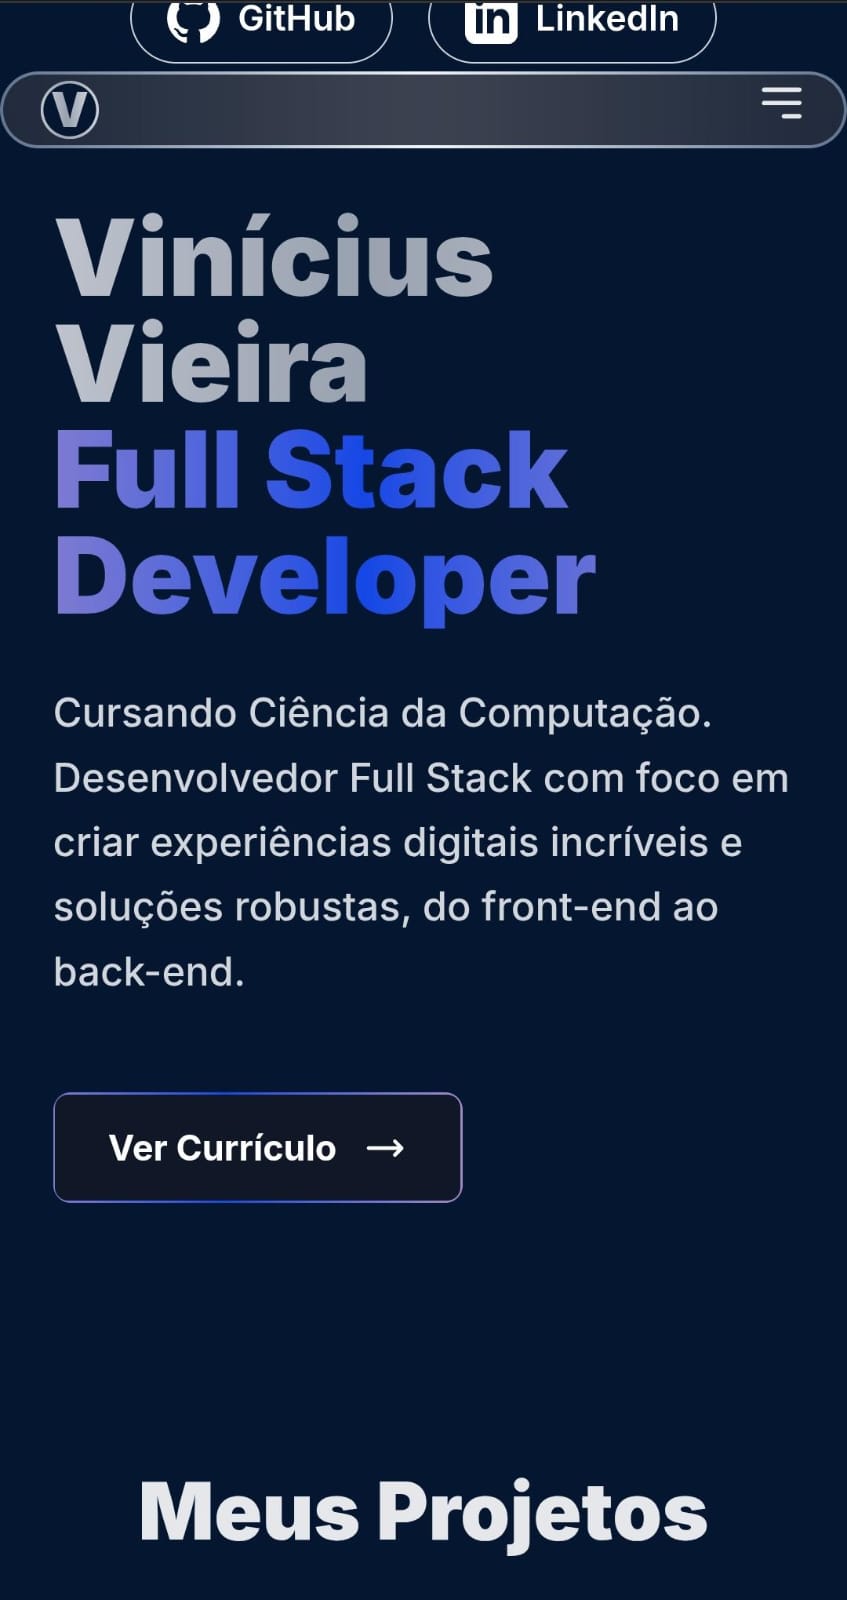 GitHub LinkedIn
V
Vinícius
Vieira
Full Stack
Developer
Cursando Ciência da Computação.
Desenvolvedor Full Stack com foco em
criar experiências digitais incríveis e
soluções robustas, do front-end ao
back-end.
Ver Currículo →
Meus Projetos